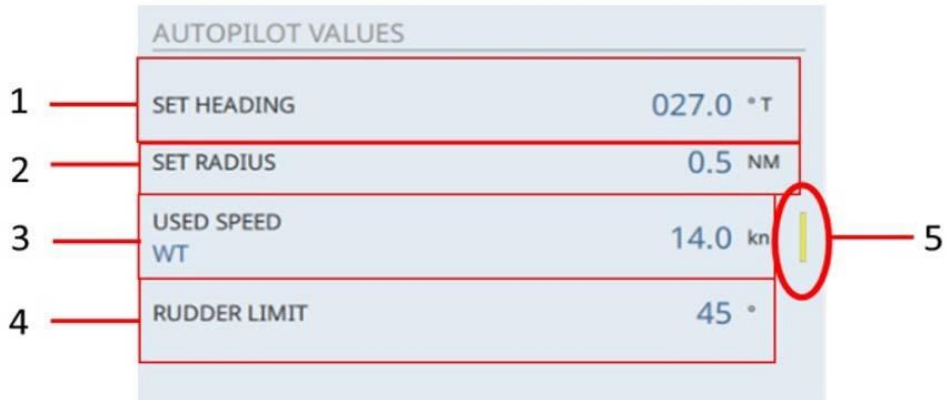 AUTOPILOT VALUES
1 SET HEADING 027.0 ° T
2 SET RADIUS 0.5 NM
3 USED SPEED 14.0 kn 5
WT
4 RUDDER LIMIT 45 °